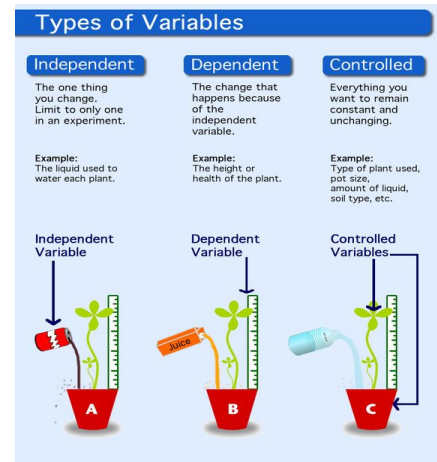 Types of Variables
Independent
The one thing
you change.
Limit to only one
in an experiment.
Example:
The liquid used to
water each plant.
Dependent
The change that
happens because
of the
independent
variable.
Example:
The height or
health of the plant.
Controlled
Everything you
want to remain
constant and
unchanging.
Example:
Type of plant used,
pot size,
amount of liquid,
soil type, etc.
Independent
Variable
Dependent
Variable
Controlled
Variables
Juice
A
B
C